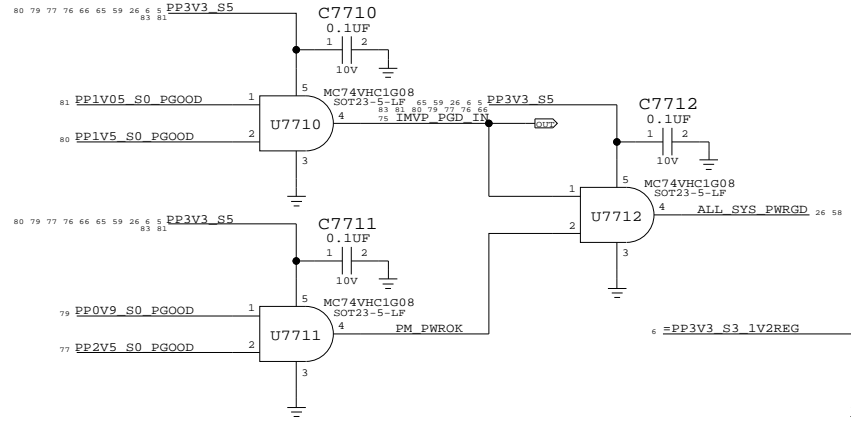 80 79 77 76 66 65 59 26 6 5 PP3V3_S5
83 81
C7710
0.1UF
1 2
10V
5
MC74VHC1G08
SOT23-5-LF
81 PP1V05_S0_PGOOD 1
U7710
4
80 PP1V5_S0_PGOOD 2
3
65 59 26 6 5 PP3V3_S5
83 81 80 79 77 76 66
75 IMVP_PGD_IN
OUT
C7712
0.1UF
1 2
10V
5
MC74VHC1G08
SOT23-5-LF
1
U7712
4 ALL_SYS_PWRGD 26 58
2
3
80 79 77 76 66 65 59 26 6 5 PP3V3_S5
83 81
C7711
0.1UF
1 2
10V
5
MC74VHC1G08
SOT23-5-LF
79 PP0V9_S0_PGOOD 1
U7711
4 PM_PWROK
77 PP2V5_S0_PGOOD 2
3
6 =PP3V3_S3_1V2REG